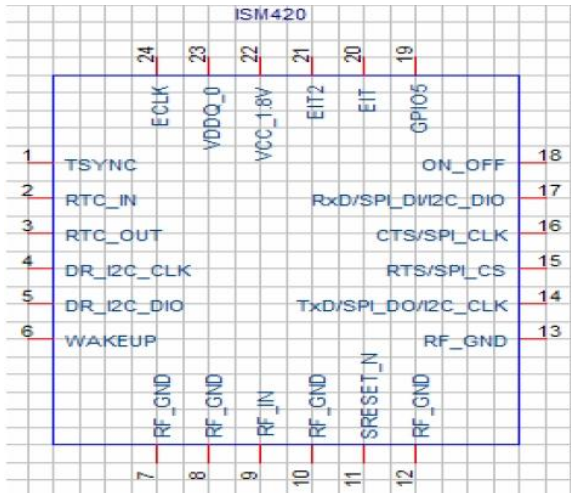 ISM420
24 23 22 21 20 19
ECLK VDDQ_0 VCC_1.8V EIT2 EIT GPIO5
1 TSYNC ON_OFF 18
2 RTC_IN RxD/SPI_DI/I2C_DIO 17
3 RTC_OUT CTS/SPI_CLK 16
4 DR_I2C_CLK RTS/SPI_CS 15
5 DR_I2C_DIO TxD/SPI_DO/I2C_CLK 14
6 WAKEUP RF_GND 13
RF_GND RF_GND RF_IN RF_GND SRESET_N RF_GND
7 8 9 10 11 12